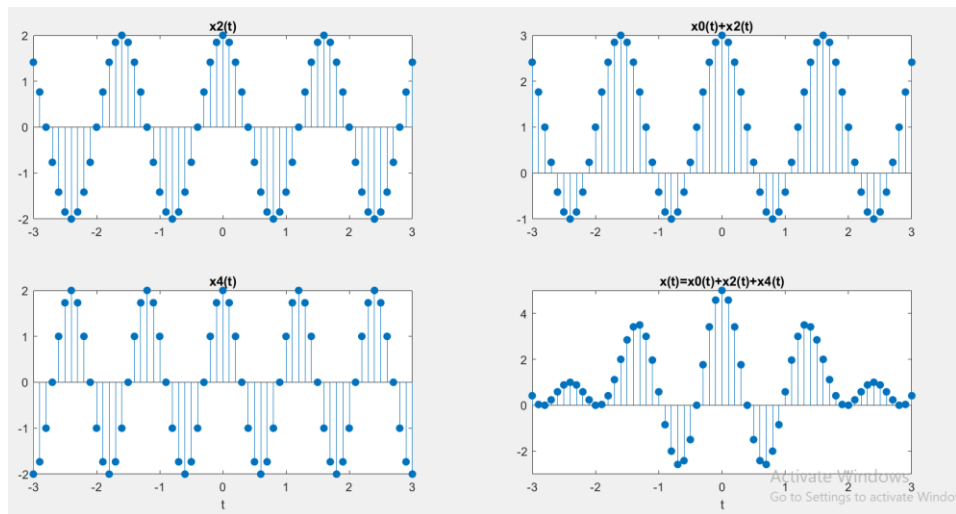 x2(t)
2
1
0
-1
-2
-3 -2 -1 0 1 2 3
x0(t)+x2(t)
3
2
1
0
-1
-3 -2 -1 0 1 2 3
x4(t)
2
1
0
-1
-2
-3 -2 -1 0 1 2 3
t
x(t)=x0(t)+x2(t)+x4(t)
4
2
0
-2
-3 -2 -1 0 1 2 3
t
Activate Windows
Go to Settings to activate Window